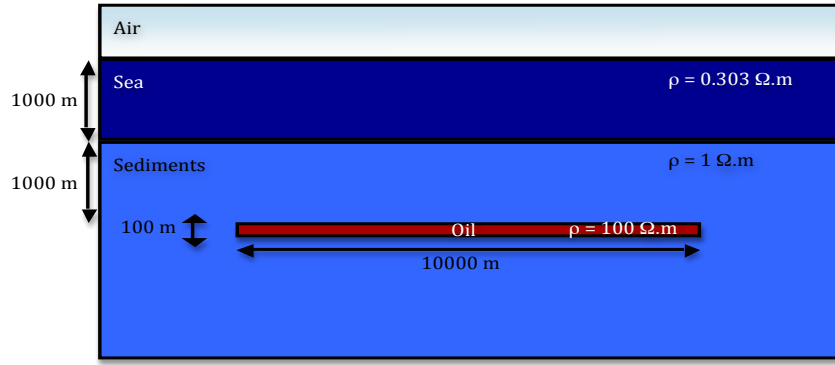 Air
Sea
ρ = 0.303 Ω.m
1000 m
Sediments
ρ = 1 Ω.m
1000 m
100 m
Oil
ρ = 100 Ω.m
10000 m